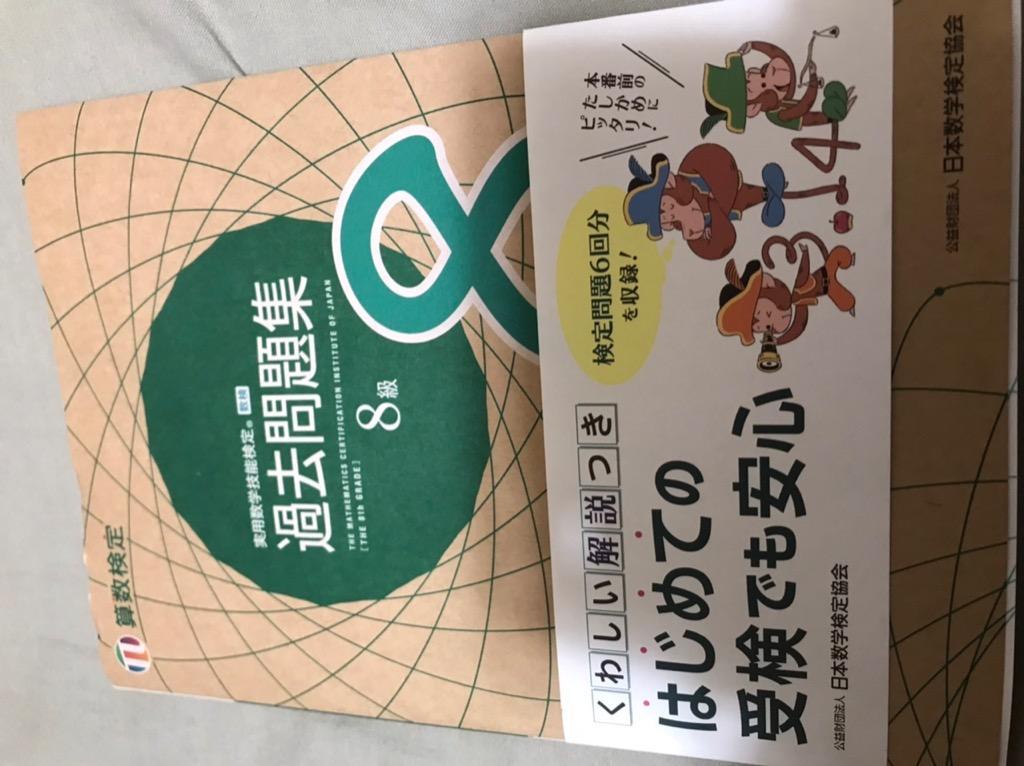 算数検定
実用数学技能検定® 数検
過去問題集
THE MATHEMATICS CERTIFICATION INSTITUTE OF JAPAN
[THE 8th GRADE]
8級
8
くわしい解説つき
はじめての
受検でも安心
検定問題6回分
を収録!
本番前の
たしかめに
ピッタリ!
3
4
公益財団法人 日本数学検定協会
公益財団法人 日本数学検定協会